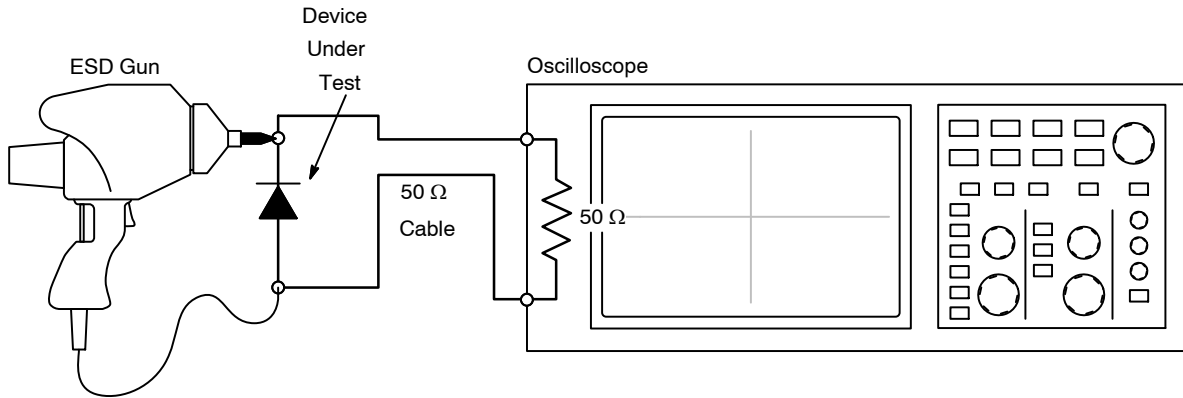 Device
Under
Test
ESD Gun
Oscilloscope
50 Ω
Cable
50 Ω